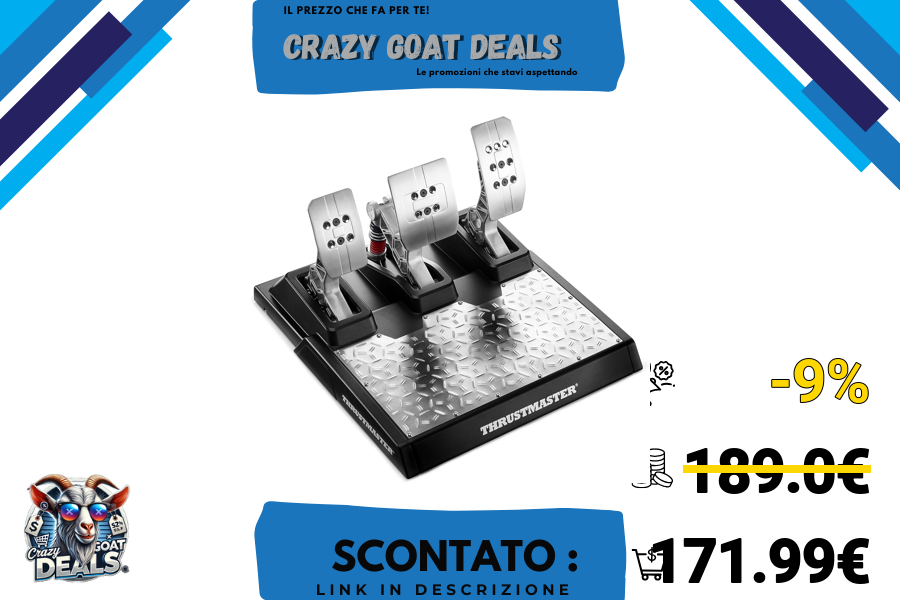 IL PREZZO CHE FA PER TE!
CRAZY GOAT DEALS
Le promozioni che stavi aspettando
THRUSTMASTER
THRUSTMASTER
-9%
189.0€
171.99€
$
57%
Crazy
GOAT
DEALS
SCONTATO :
LINK IN DESCRIZIONE